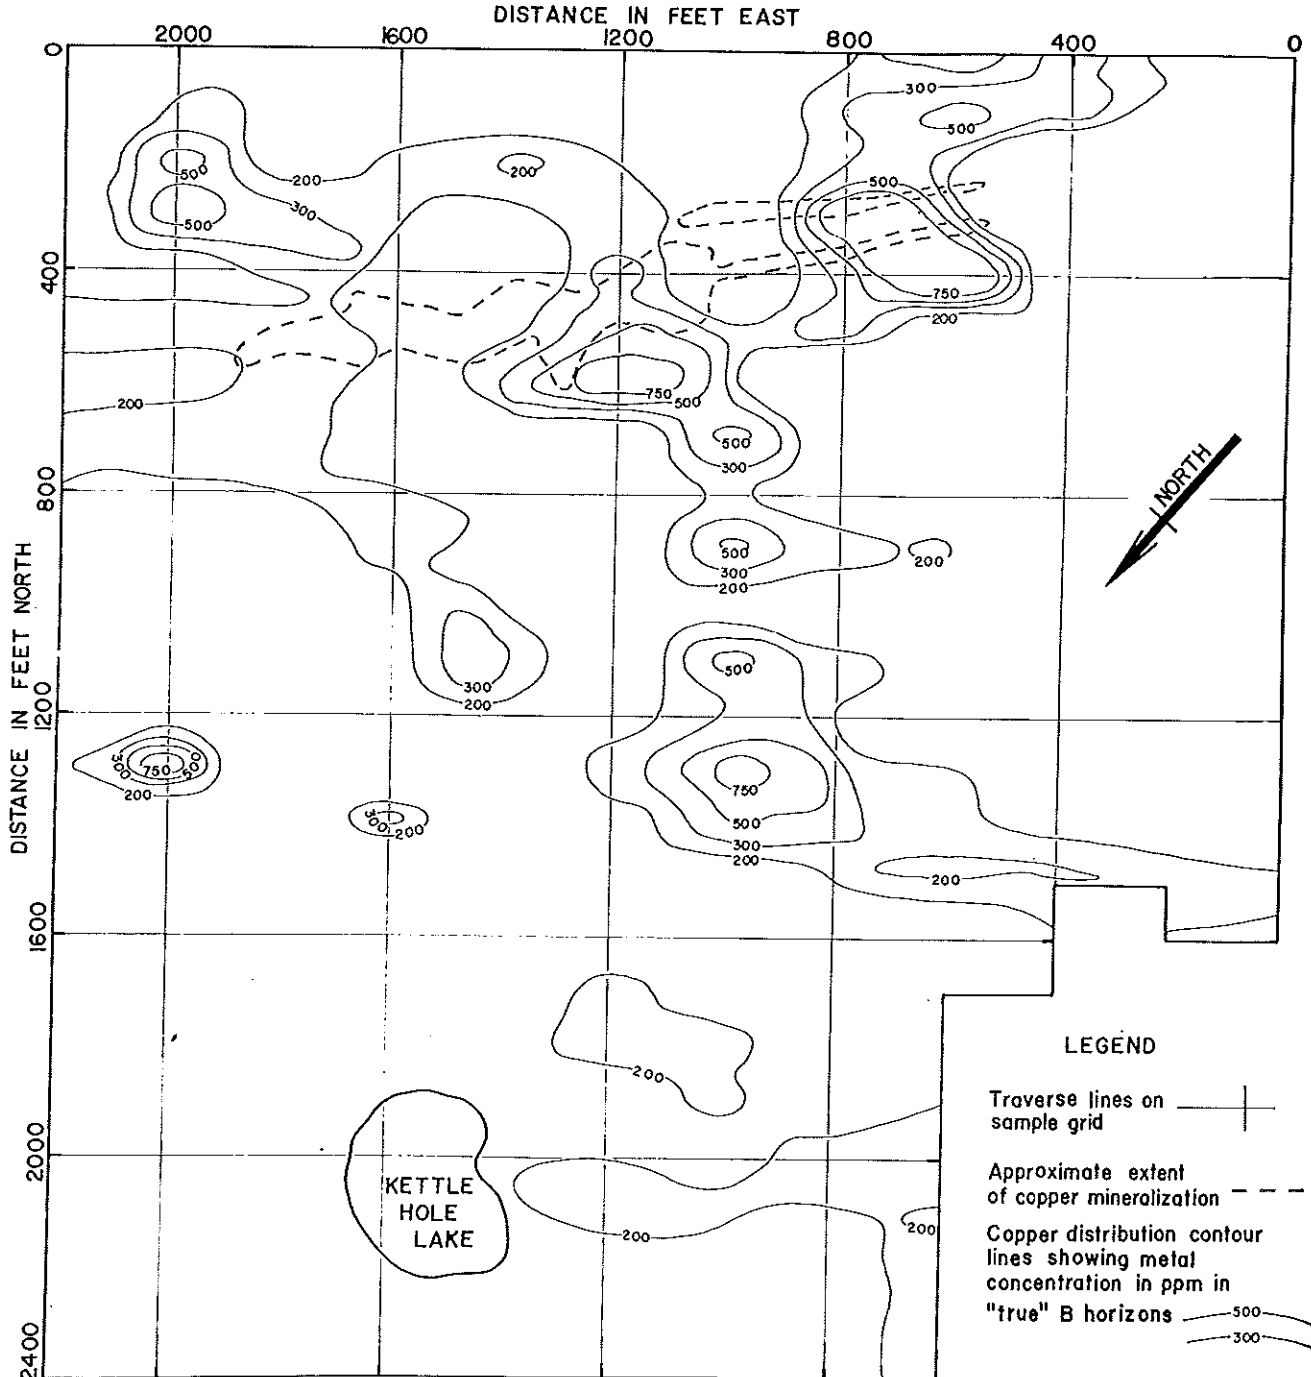 DISTANCE IN FEET EAST
0 2000 1600 1200 800 400 0
300
500
500
200
200
500
300
500
400
750
200
750 500
200
500
300
NORTH
800
500
300
200
200
500
300
200
1200
300 750 500
200
750
300 200
500
300
200
200
1600
DISTANCE IN FEET NORTH
200
2000
KETTLE
HOLE
LAKE
200
200
2400
LEGEND
Traverse lines on
sample grid
Approximate extent
of copper mineralization
Copper distribution contour
lines showing metal
concentration in ppm in
"true" B horizons
500
300